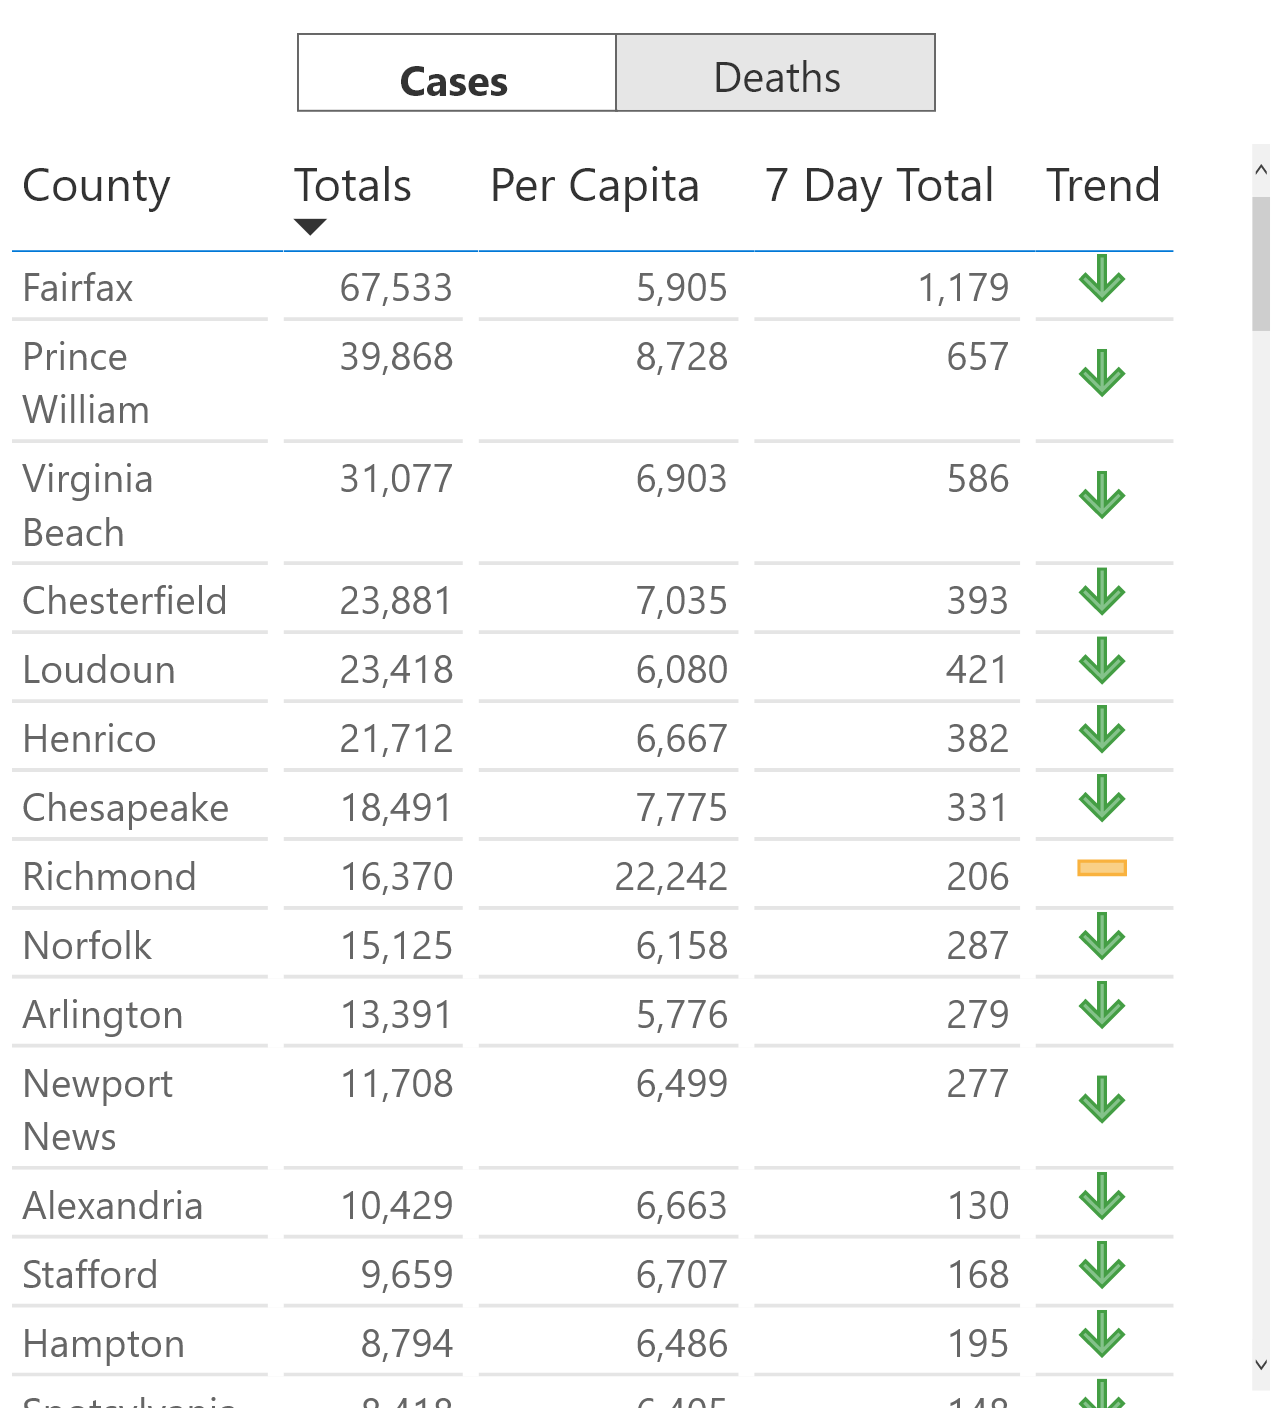 Cases Deaths
County Totals Per Capita 7 Day Total Trend
Fairfax 67,533 5,905 1,179
Prince 39,868 8,728 657
William
Virginia 31,077 6,903 586
Beach
Chesterfield 23,881 7,035 393
Loudoun 23,418 6,080 421
Henrico 21,712 6,667 382
Chesapeake 18,491 7,775 331
Richmond 16,370 22,242 206
Norfolk 15,125 6,158 287
Arlington 13,391 5,776 279
Newport 11,708 6,499 277
News
Alexandria 10,429 6,663 130
Stafford 9,659 6,707 168
Hampton 8,794 6,486 195